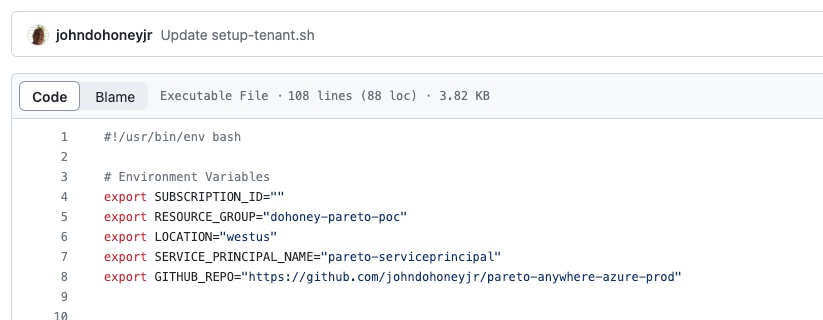 johndohoneyjr Update setup-tenant.sh
Code Blame Executable File · 108 lines (88 loc) · 3.82 KB
1 #!/usr/bin/env bash
2
3 # Environment Variables
4 export SUBSCRIPTION_ID=""
5 export RESOURCE_GROUP="dohoney-pareto-poc"
6 export LOCATION="westus"
7 export SERVICE_PRINCIPAL_NAME="pareto-serviceprincipal"
8 export GITHUB_REPO="https://github.com/johndohoneyjr/pareto-anywhere-azure-prod"
9
10